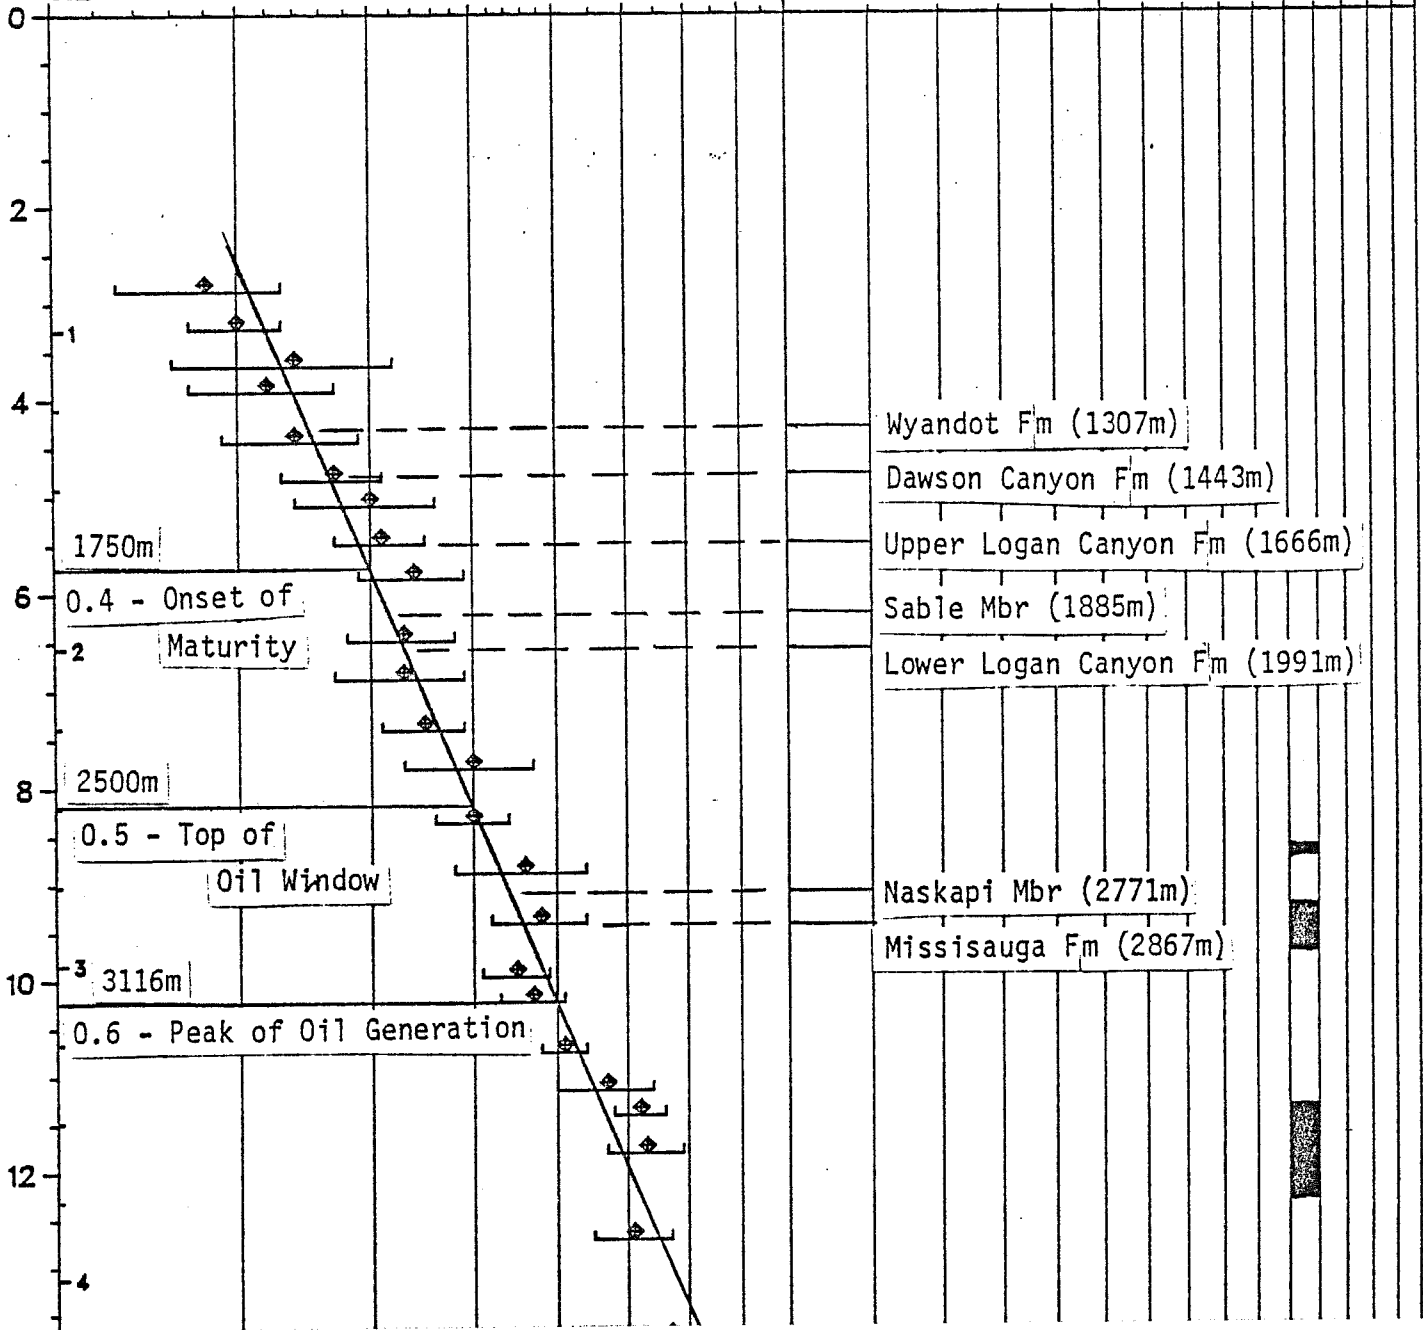 0
2
1
4
Wyandot Fm (1307m)
Dawson Canyon Fm (1443m)
Upper Logan Canyon Fm (1666m)
1750m
6
0.4 - Onset of
Maturity
Sable Mbr (1885m)
2
Lower Logan Canyon Fm (1991m)
2500m
8
0.5 - Top of
Oil Window
Naskapi Mbr (2771m)
Missisauga Fm (2867m)
3
3116m
10
0.6 - Peak of Oil Generation
12
4